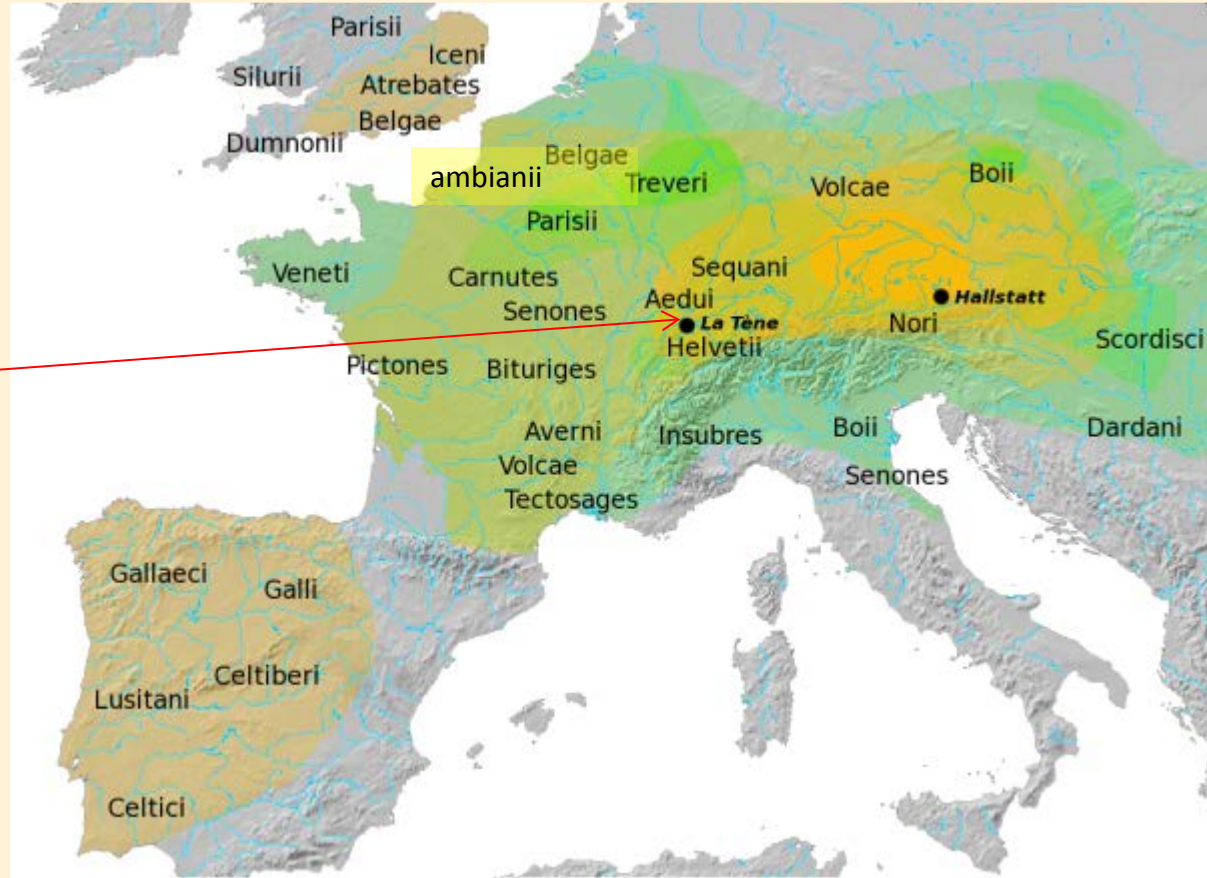 Parisii
Iceni
Silurii
Atrebates
Belgae
Dumnonii
Belgae
ambianii
Treveri
Volcae
Boii
Parisii
Veneti
Carnutes
Sequani
Senones
Aedui
Hallstatt
La Tène
Nori
Helvetii
Scordisci
Pictones
Bituriges
Averni
Insubres
Boii
Dardani
Volcae
Senones
Tectosages
Gallaeci
Galli
Celtiberi
Lusitani
Celtici